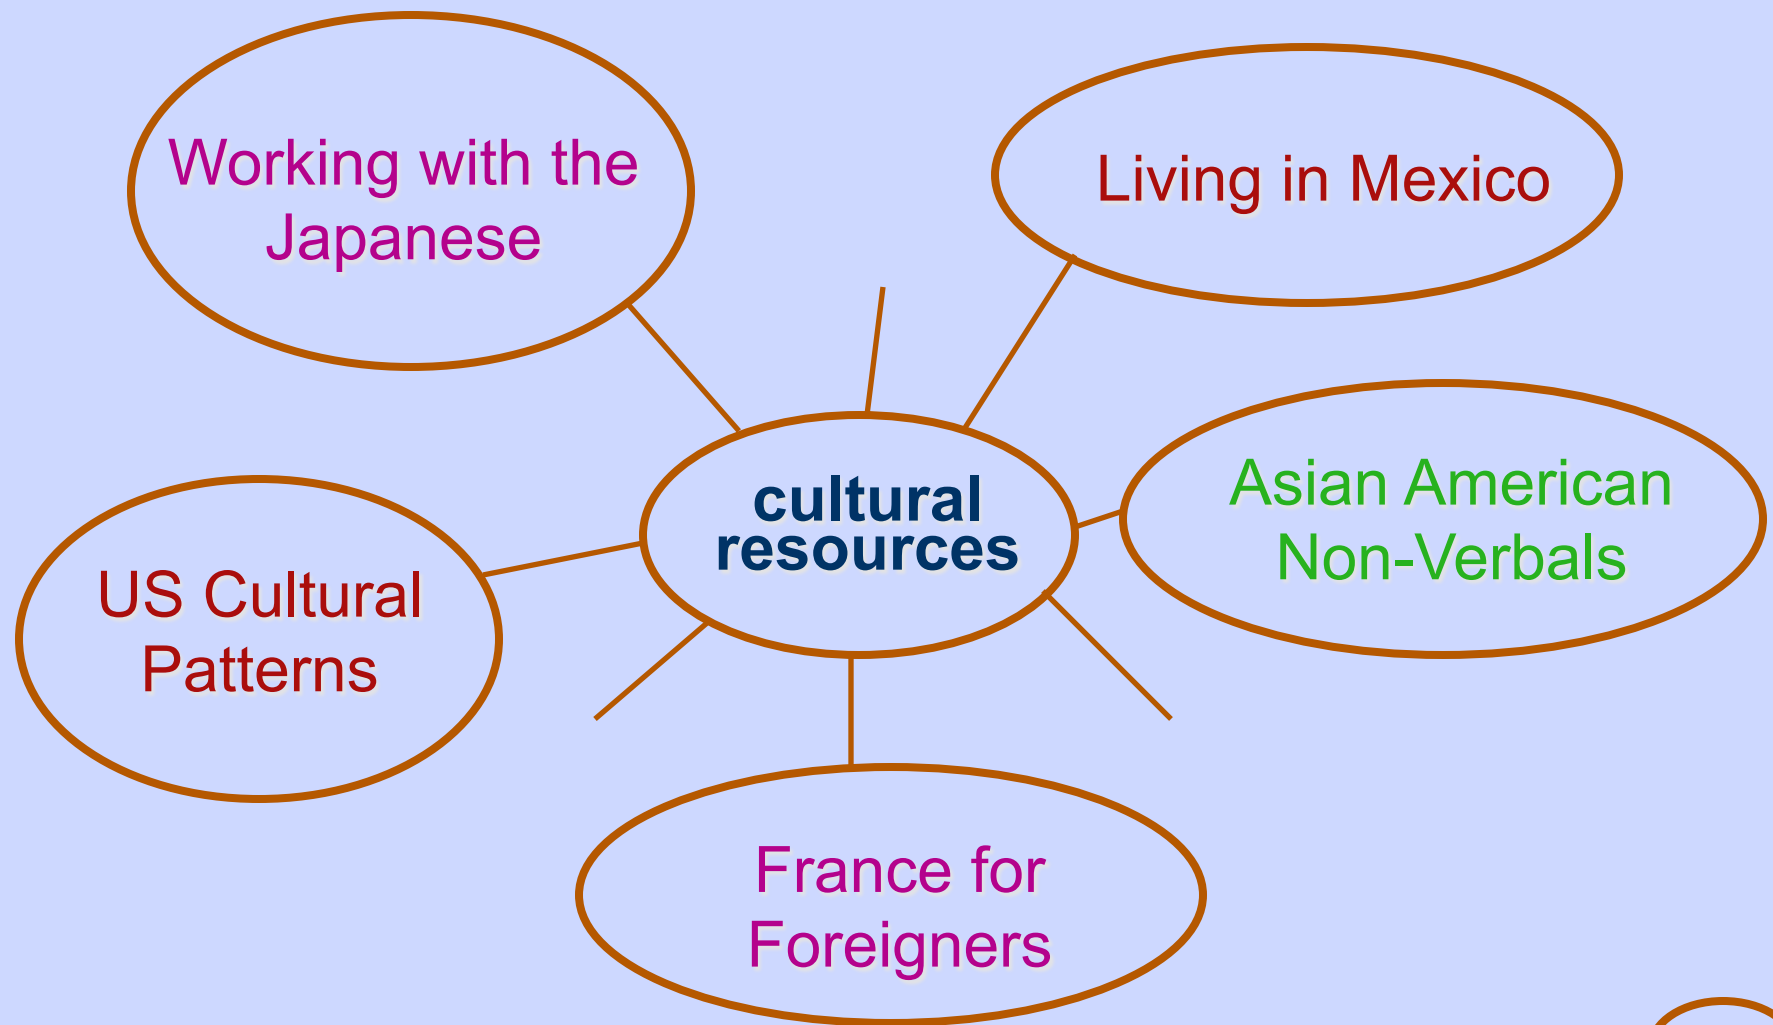 Working with the
Japanese
Living in Mexico
cultural
resources
Asian American
Non-Verbals
US Cultural
Patterns
France for
Foreigners